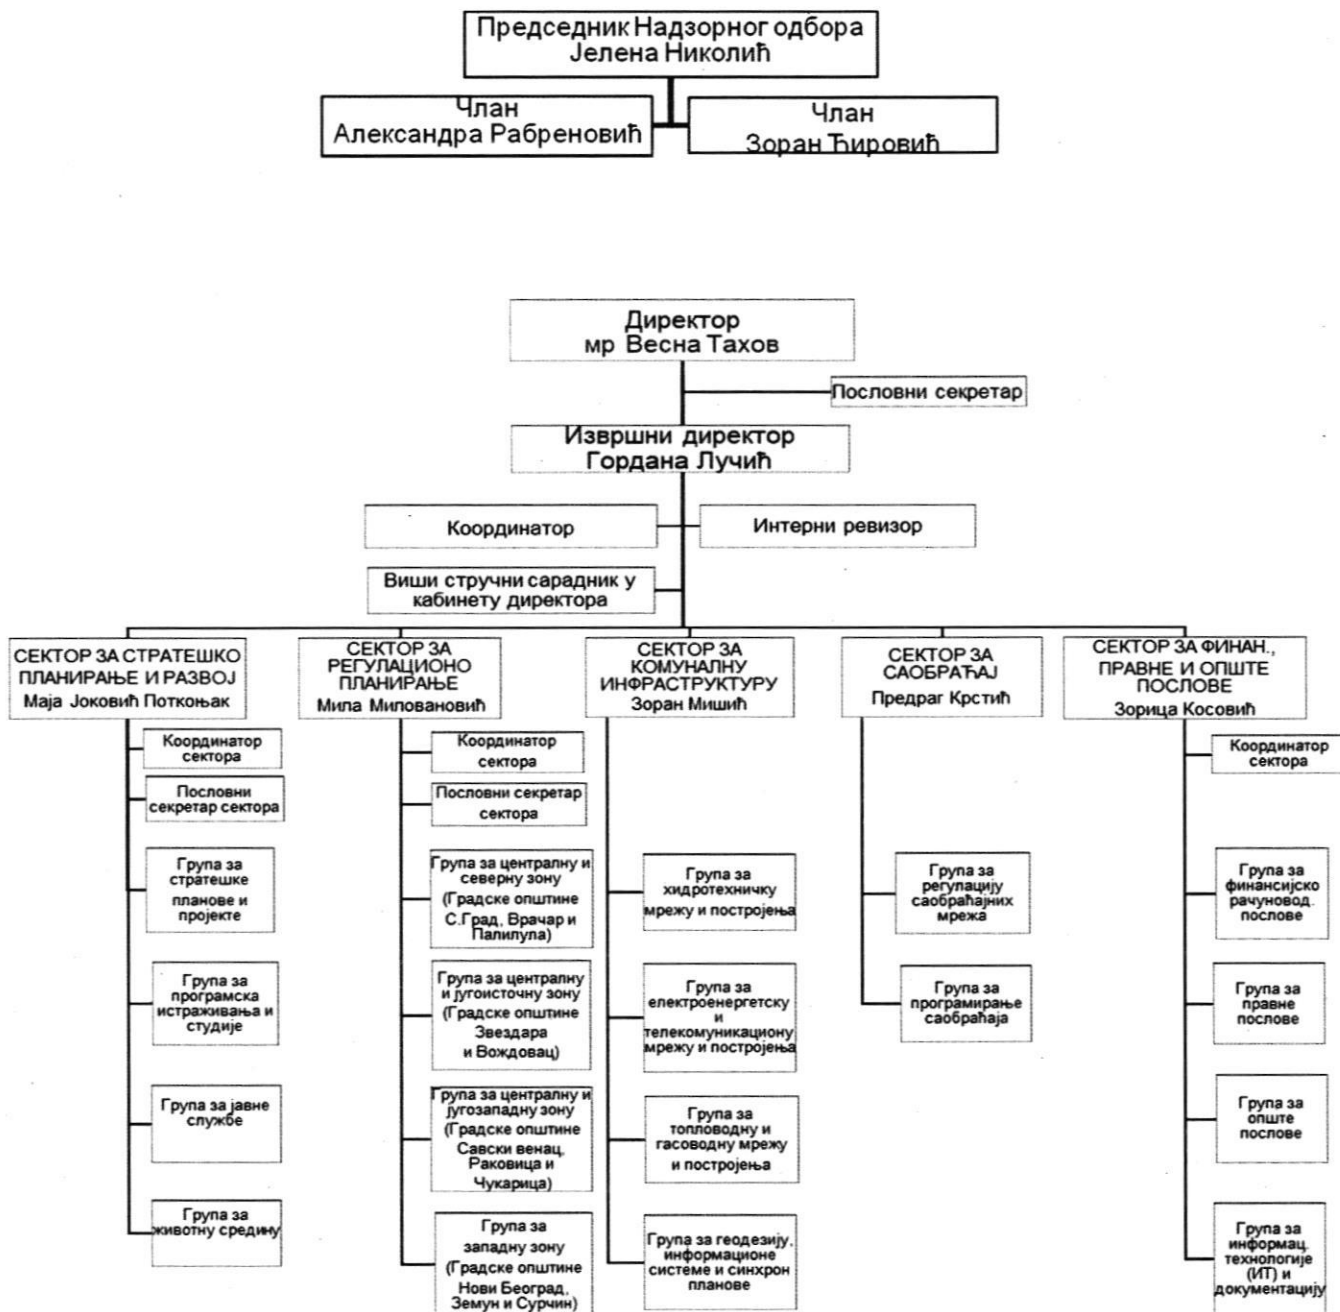 Председник Надзорног одбора
Јелена Николић
Члан
Александра Рабреновић
Члан
Зоран Ћировић
Директор
мр Весна Тахов
Пословни секретар
Извршни директор
Гордана Лучић
Координатор
Интерни ревизор
Виши стручни сарадник у
кабинету директора
СЕКТОР ЗА СТРАТЕШКО
ПЛАНИРАЊЕ И РАЗВОЈ
Маја Јоковић Поткоњак
СЕКТОР ЗА
РЕГУЛАЦИОНО
ПЛАНИРАЊЕ
Мила Миловановић
СЕКТОР ЗА
КОМУНАЛНУ
ИНФРАСТРУКТУРУ
Зоран Мишић
СЕКТОР ЗА
САОБРАЋАЈ
Предраг Крстић
СЕКТОР ЗА ФИНАН.,
ПРАВНЕ И ОПШТЕ
ПОСЛОВЕ
Зорица Косовић
Координатор
сектора
Пословни
секретар сектора
Група за
стратешке
планове и
пројекте
Група за
програмска
истраживања и
студије
Група за јавне
службе
Група за
животну средину
Координатор
сектора
Пословни секретар
сектора
Група за централну и
северну зону
(Градске општине
С.Град, Врачар и
Палилула)
Група за централну
и југоисточну зону
(Градске општине
Звездара
и Вождовац)
Група за централну и
југозападну зону
(Градске општине
Савски венац,
Раковица и
Чукарица)
Група за
западну зону
(Градске општине
Нови Београд,
Земун и Сурчин)
Група за
хидротехничку
мрежу и постројења
Група за
електроенергетску
и
телекомуникациону
мрежу и постројења
Група за
топловодну и
гасоводну мрежу
и постројења
Група за геодезију,
информационе
системе и синхрон
планове
Група за
регулацију
саобраћајних
мрежа
Група за
програмирање
саобраћаја
Координатор
сектора
Група за
финансијско
рачуновод.
послове
Група за
правне
послове
Група за
опште
послове
Група за
информац.
технологије
(ИТ) и
документацију